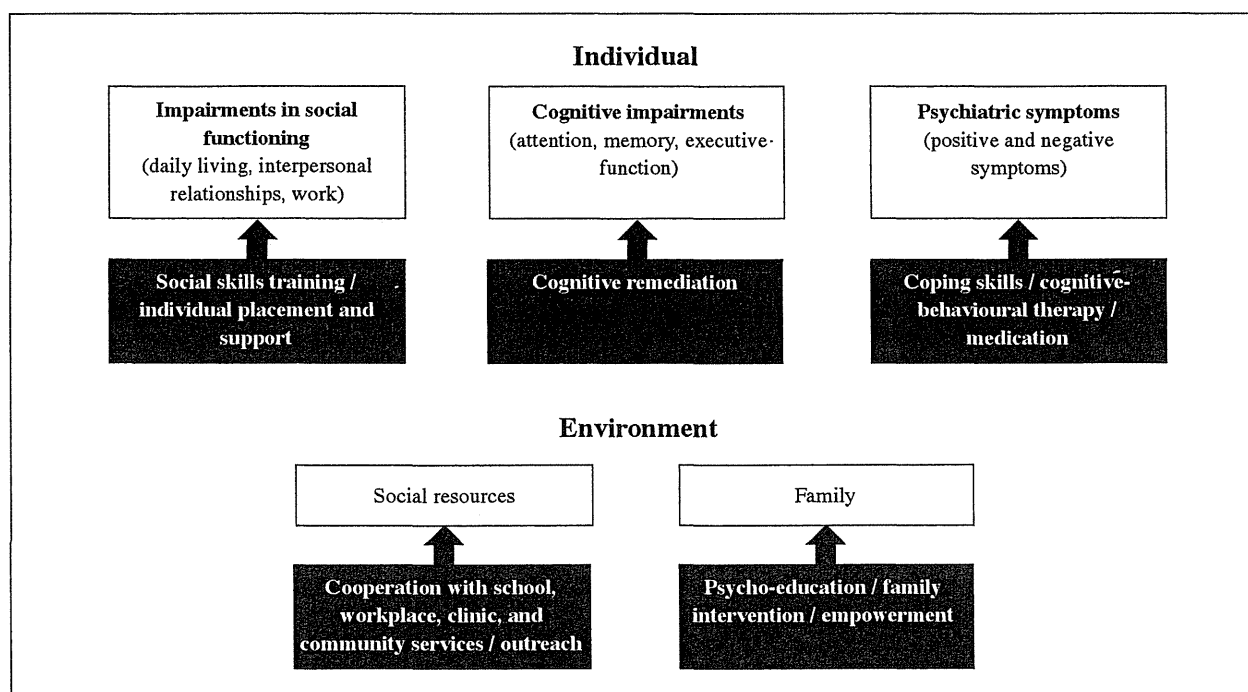 Individual
Impairments in social
functioning
(daily living, interpersonal
relationships, work)
Cognitive impairments
(attention, memory, executive-
function)
Psychiatric symptoms
(positive and negative
symptoms)
Social skills training /
individual placement and
support
Cognitive remediation
Coping skills / cognitive-
behavioural therapy /
medication
Environment
Social resources
Family
Cooperation with school,
workplace, clinic, and
community services / outreach
Psycho-education / family
intervention / empowerment